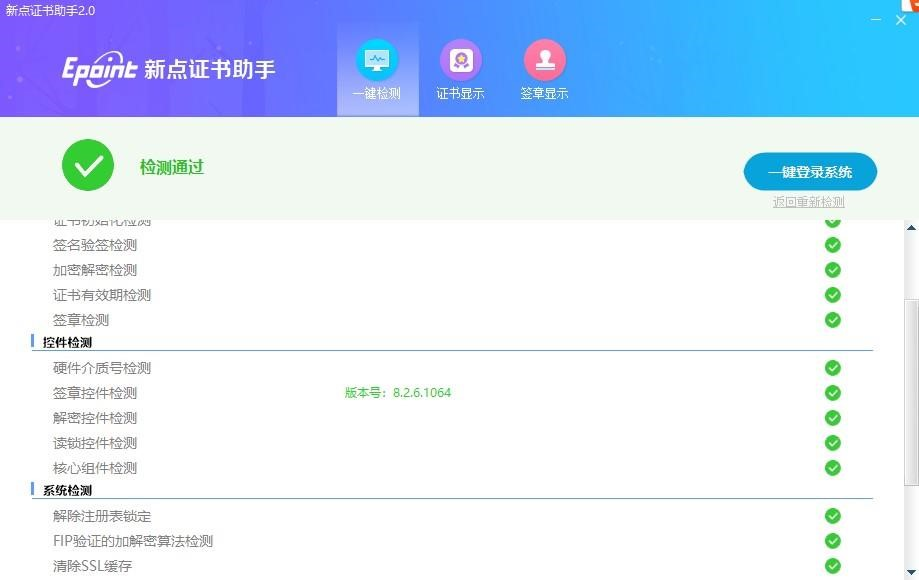 新点证书助手2.0
Epoint 新点证书助手
一键检测
证书显示
签章显示
检测通过
一键登录系统
返回重新检测
证书初始化检测
签名验签检测
加密解密检测
证书有效期检测
签章检测
控件检测
硬件介质号检测
签章控件检测 版本号：8.2.6.1064
解密控件检测
读锁控件检测
核心组件检测
系统检测
解除注册表锁定
FIP验证的加解密算法检测
清除SSL缓存